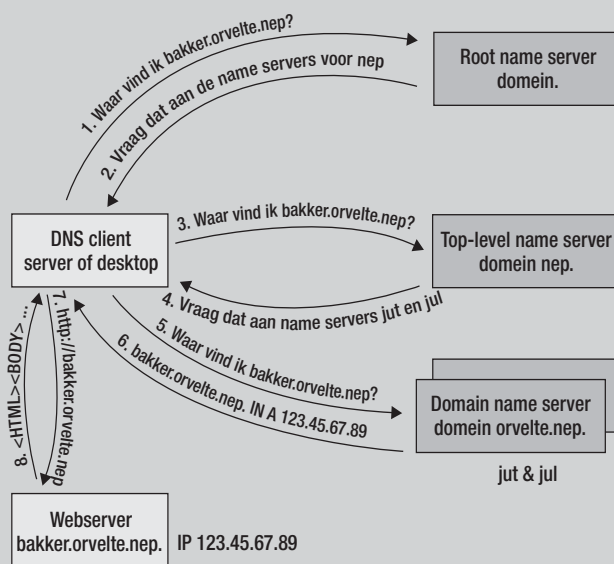 1. Waar vind ik bakker.orvelte.nep?
2. Vraag dat aan de name servers voor nep
Root name server
domein.
DNS client
server of desktop
3. Waar vind ik bakker.orvelte.nep?
4. Vraag dat aan name servers jut en jul
Top-level name server
domein nep.
5. Waar vind ik bakker.orvelte.nep?
6. bakker.orvelte.nep. IN A 123.45.67.89
Domain name server
domein orvelte.nep.
jut & jul
7. http://bakker.orvelte.nep
8. <HTML><BODY> ...
Webserver
bakker.orvelte.nep.
IP 123.45.67.89